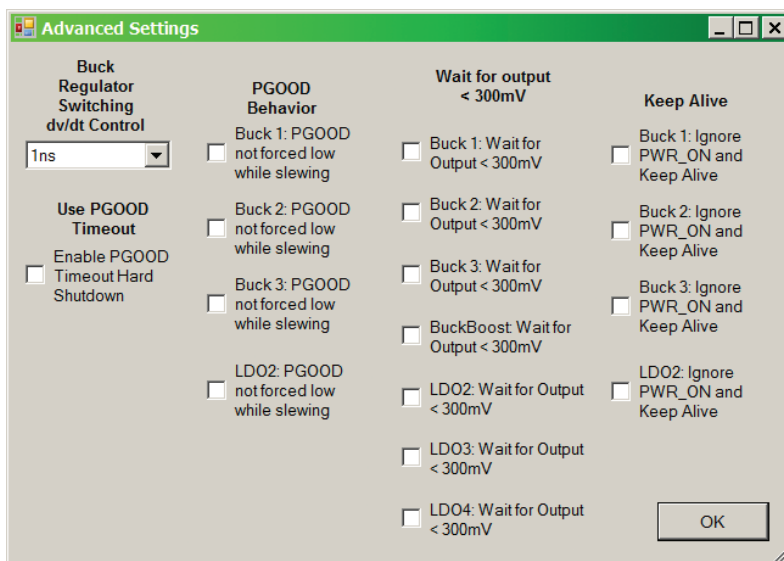 Advanced Settings
Buck
Regulator
Switching
dv/dt Control
1ns
Use PGOOD
Timeout
Enable PGOOD
Timeout Hard
Shutdown
PGOOD
Behavior
Buck 1: PGOOD
not forced low
while slewing
Buck 2: PGOOD
not forced low
while slewing
Buck 3: PGOOD
not forced low
while slewing
LDO2: PGOOD
not forced low
while slewing
Wait for output
< 300mV
Buck 1: Wait for
Output < 300mV
Buck 2: Wait for
Output < 300mV
Buck 3: Wait for
Output < 300mV
BuckBoost: Wait for
Output < 300mV
LDO2: Wait for Output
< 300mV
LDO3: Wait for Output
< 300mV
LDO4: Wait for Output
< 300mV
Keep Alive
Buck 1: Ignore
PWR_ON and
Keep Alive
Buck 2: Ignore
PWR_ON and
Keep Alive
Buck 3: Ignore
PWR_ON and
Keep Alive
LDO2: Ignore
PWR_ON and
Keep Alive
OK